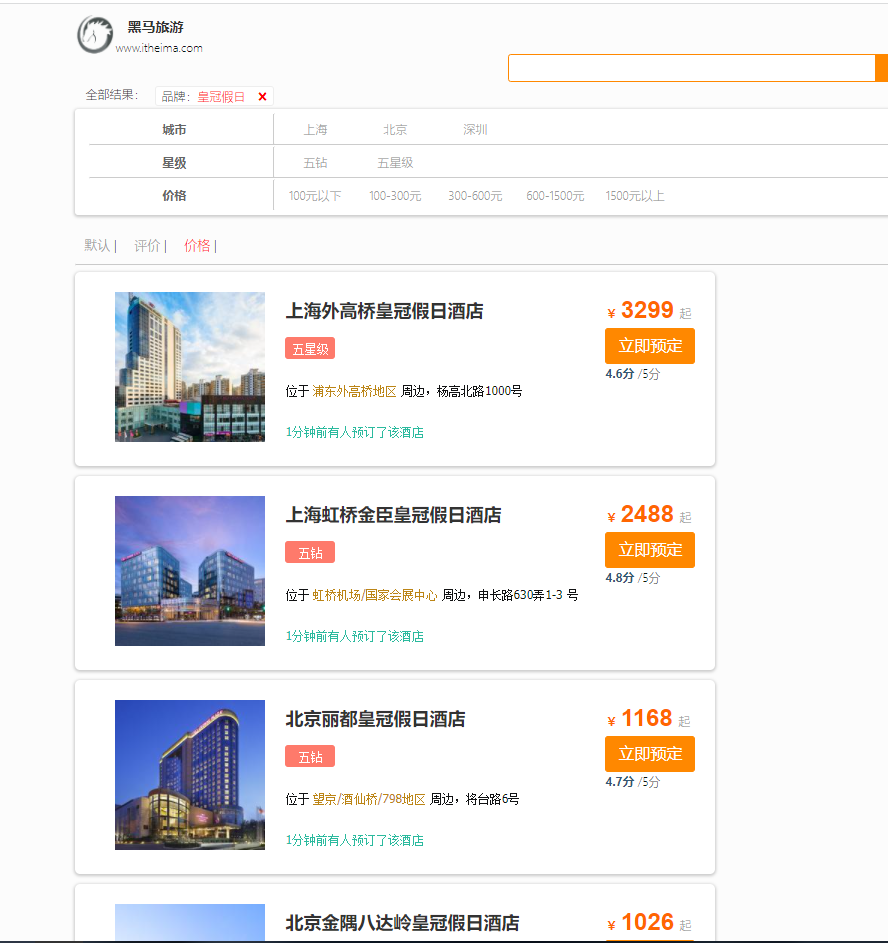 黑马旅游
www.itheima.com
全部结果： 品牌：皇冠假日 ×
城市 上海 北京 深圳
星级 五钻 五星级
价格 100元以下 100-300元 300-600元 600-1500元 1500元以上
默认| 评价| 价格|
上海外高桥皇冠假日酒店
¥ 3299 起
五星级
立即预定
4.6分 /5分
位于 浦东外高桥地区 周边，杨高北路1000号
1分钟前有人预订了该酒店
上海虹桥金臣皇冠假日酒店
¥ 2488 起
五钻
立即预定
4.8分 /5分
位于 虹桥机场/国家会展中心 周边，申长路630弄1-3 号
1分钟前有人预订了该酒店
北京丽都皇冠假日酒店
¥ 1168 起
五钻
立即预定
4.7分 /5分
位于 望京/酒仙桥/798地区 周边，将台路6号
1分钟前有人预订了该酒店
北京金隅八达岭皇冠假日酒店
¥ 1026 起